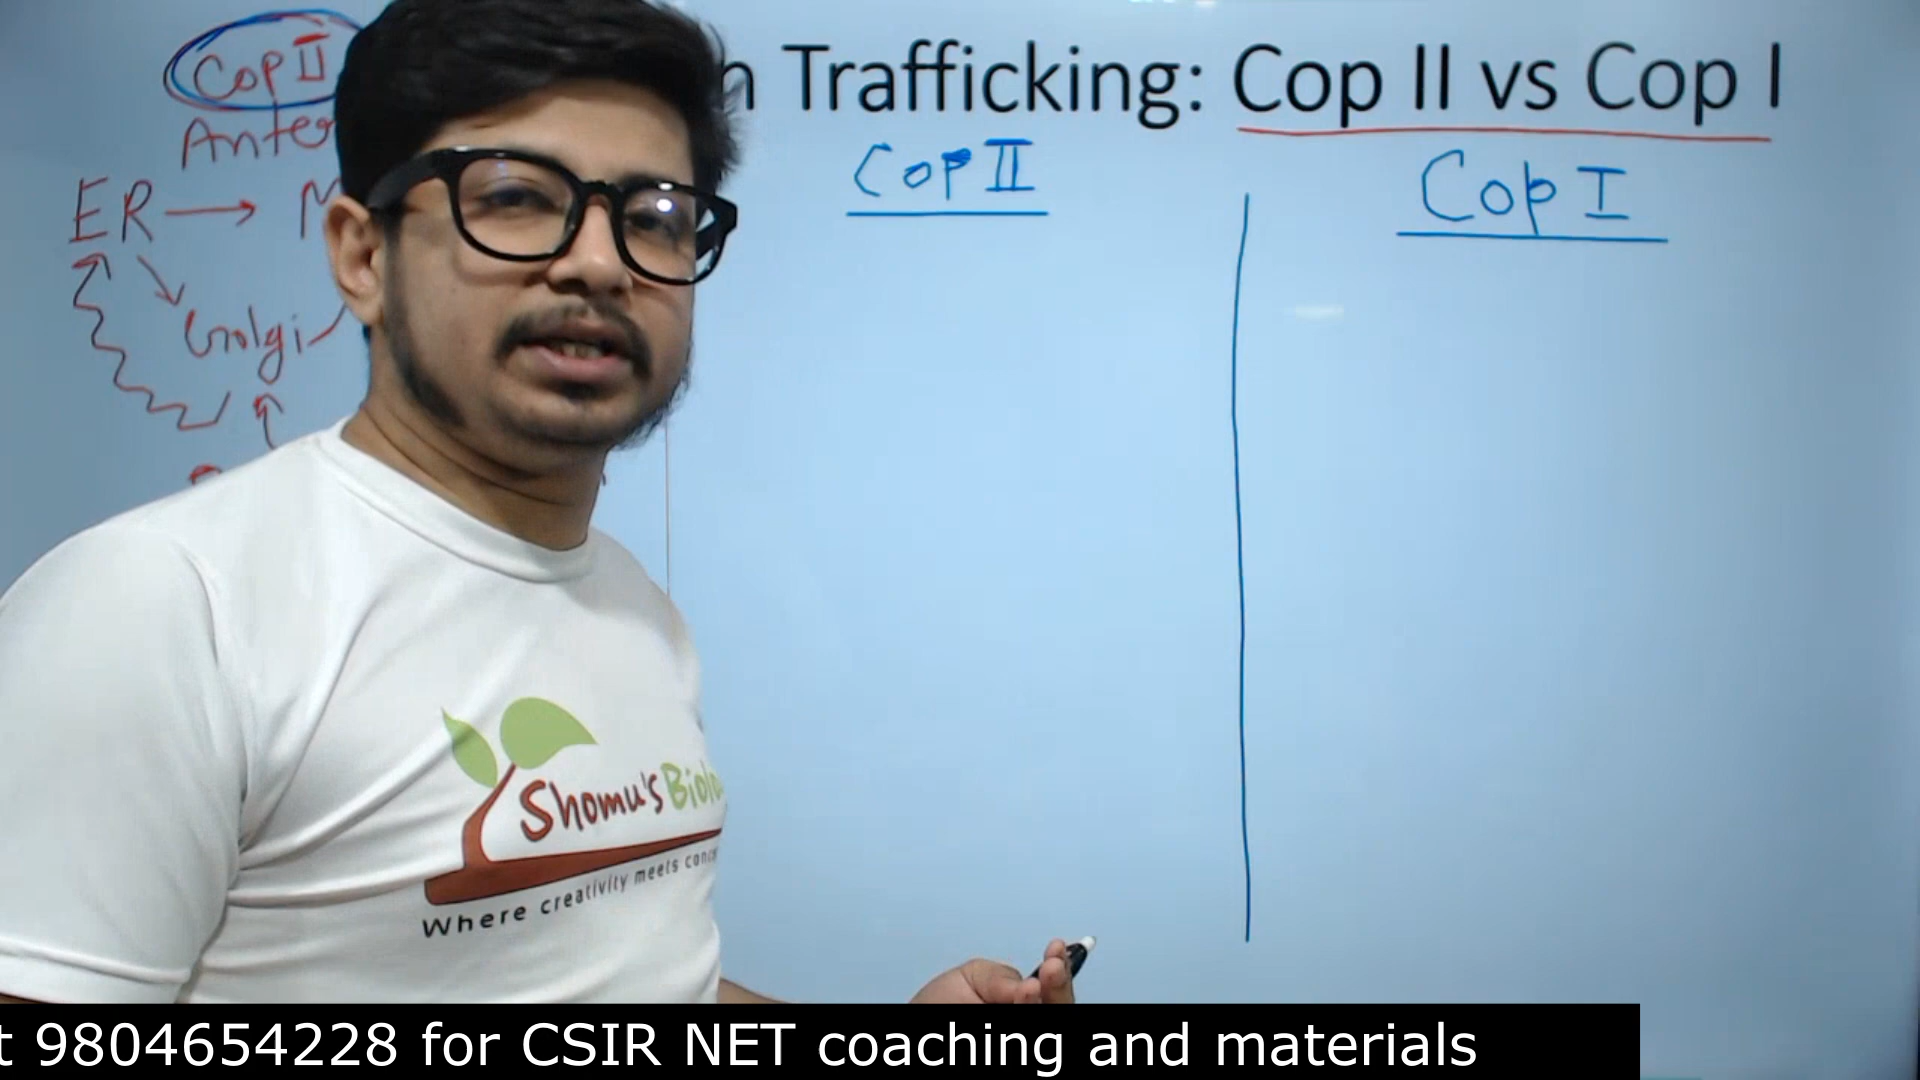 Trafficking: Cop II vs Cop I
Cop II
ER
Golgi
Cop II
Cop I
Shomu's
Where creativity meets
9804654228 for CSIR NET coaching and materials